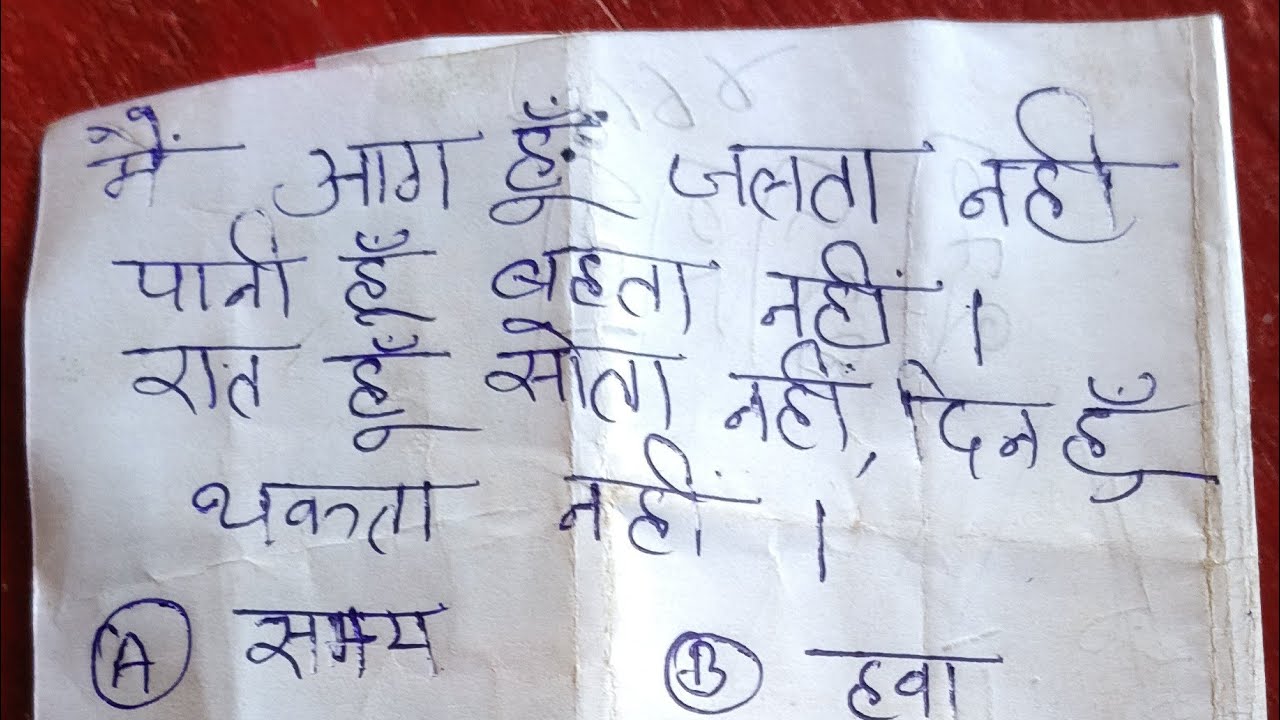 मैं आग हूँ जलता नही
पानी हूँ बहता नहीं ।
रात हूँ सोता नहीं, दिन हूँ
थकता नहीं ।
Ⓐ समय Ⓑ हवा